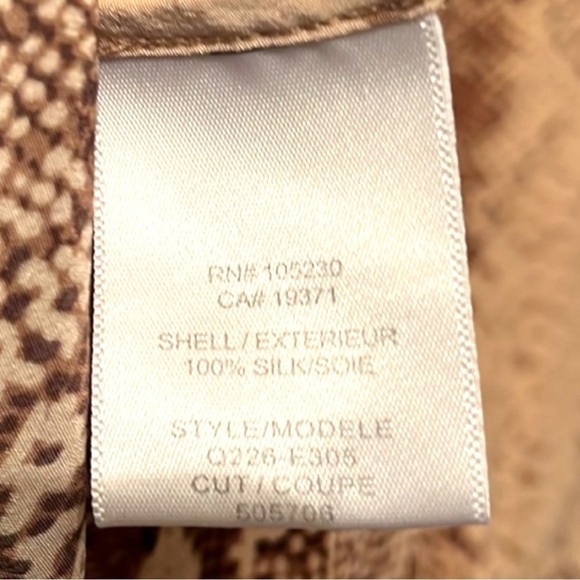 RN# 105230
CA# 19371
SHELL/EXTERIEUR
100% SILK/SOIE
STYLE/MODELE
Q226-E305
CUT/COUPE
505706